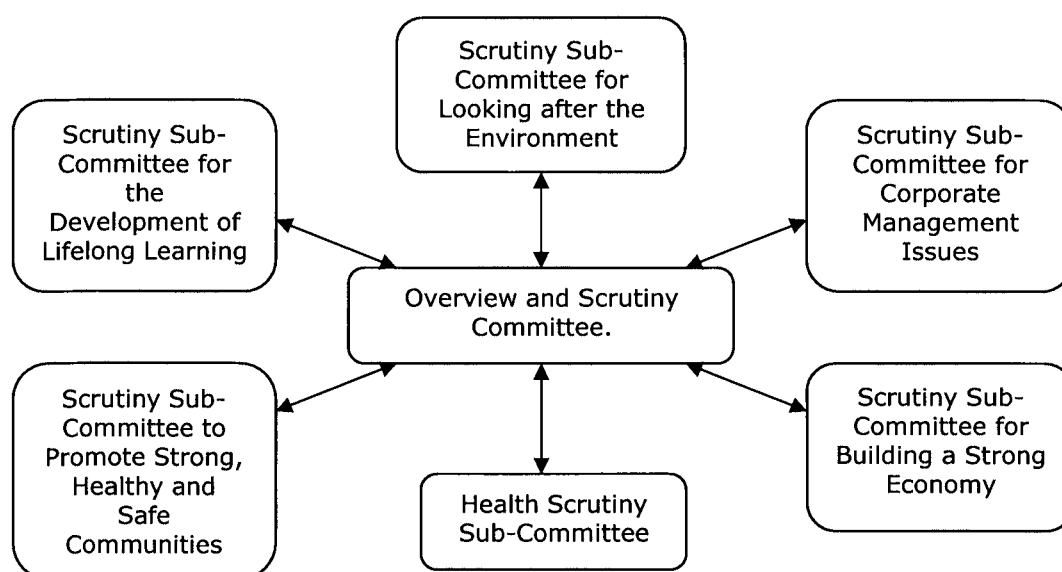 Scrutiny Sub-
Committee for
Looking after the
Environment
Scrutiny Sub-
Committee for
the
Development of
Lifelong Learning
Scrutiny Sub-
Committee for
Corporate
Management
Issues
Overview and Scrutiny
Committee.
Scrutiny Sub-
Committee to
Promote Strong,
Healthy and
Safe
Communities
Health Scrutiny
Sub-Committee
Scrutiny Sub-
Committee for
Building a Strong
Economy